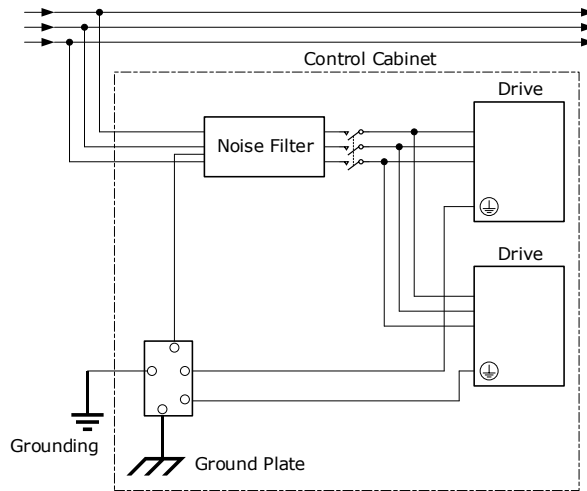 Control Cabinet
Drive
Noise Filter
Drive
Grounding
Ground Plate